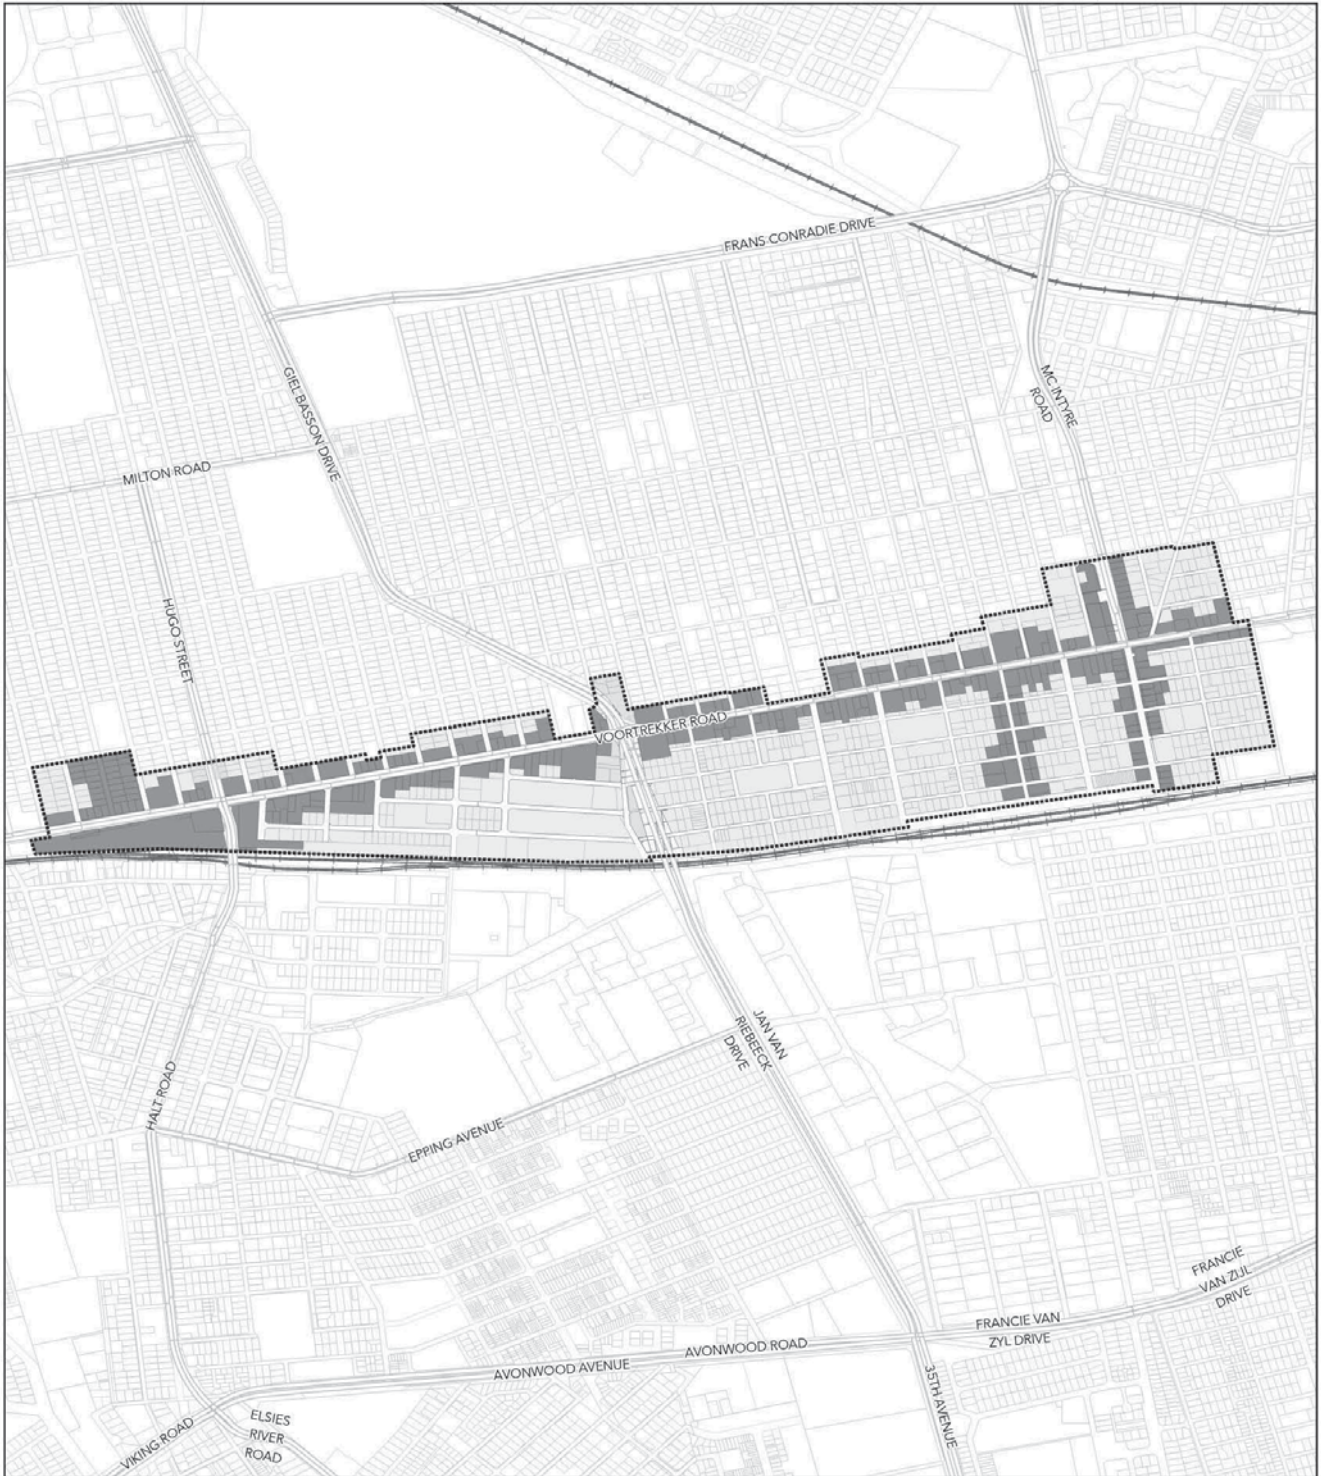 FRANS CONRADIE DRIVE
GIEL BASSON DRIVE
MC INTYRE
ROAD
MILTON ROAD
HUGO STREET
VOORTREKKER ROAD
JAN VAN
RIEBEECK
DRIVE
HALT ROAD
EPPING AVENUE
FRANCIE
VAN ZIJL
DRIVE
FRANCIE VAN
ZYL DRIVE
AVONWOOD ROAD
AVONWOOD AVENUE
35TH AVENUE
ELSIES
RIVER
ROAD
VIKING ROAD